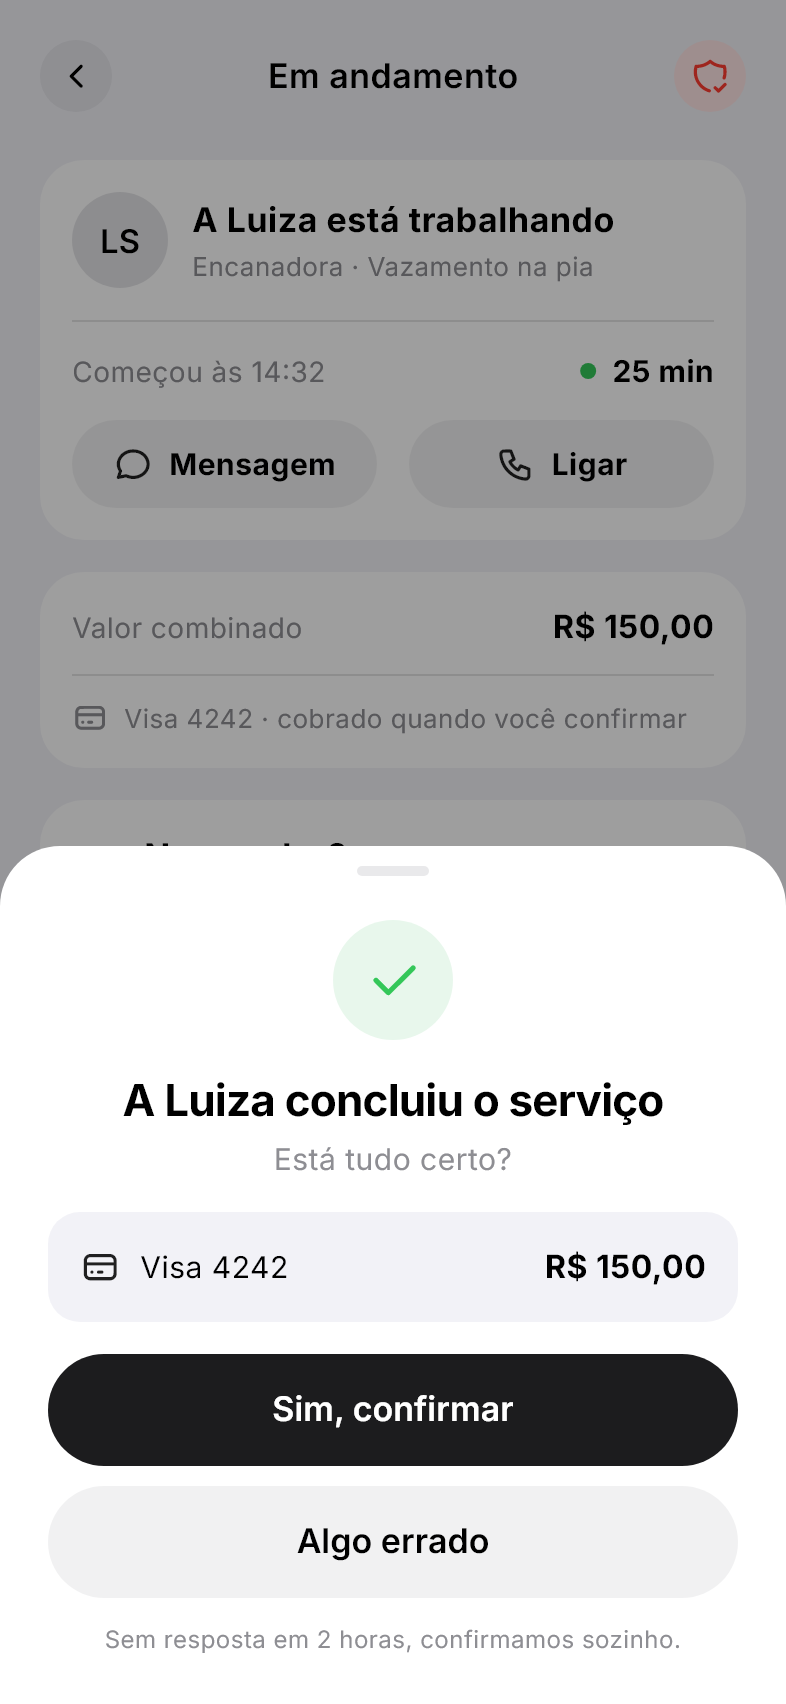 Em andamento
LS
A Luiza está trabalhando
Encanadora · Vazamento na pia
Começou às 14:32
25 min
Mensagem
Ligar
Valor combinado
R$ 150,00
Visa 4242 · cobrado quando você confirmar
A Luiza concluiu o serviço
Está tudo certo?
Visa 4242
R$ 150,00
Sim, confirmar
Algo errado
Sem resposta em 2 horas, confirmamos sozinho.